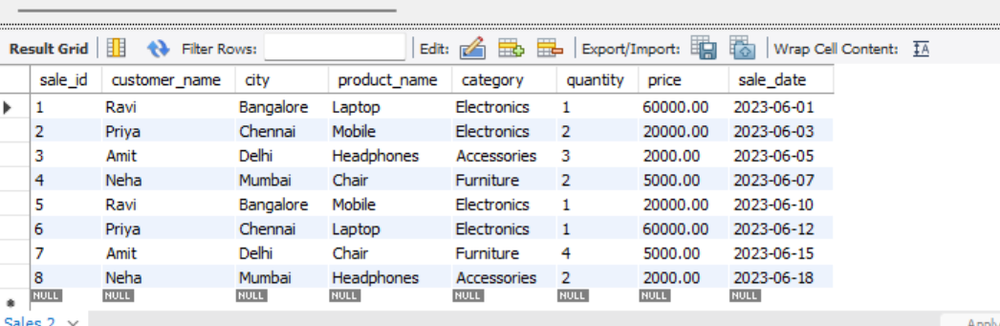 Result Grid Filter Rows: Edit: Export/Import: Wrap Cell Content: IA
sale_id customer_name city product_name category quantity price sale_date
1 Ravi Bangalore Laptop Electronics 1 60000.00 2023-06-01
2 Priya Chennai Mobile Electronics 2 20000.00 2023-06-03
3 Amit Delhi Headphones Accessories 3 2000.00 2023-06-05
4 Neha Mumbai Chair Furniture 2 5000.00 2023-06-07
5 Ravi Bangalore Mobile Electronics 1 20000.00 2023-06-10
6 Priya Chennai Laptop Electronics 1 60000.00 2023-06-12
7 Amit Delhi Chair Furniture 4 5000.00 2023-06-15
8 Neha Mumbai Headphones Accessories 2 2000.00 2023-06-18
NULL NULL NULL NULL NULL NULL NULL NULL
Sales 2 Apply